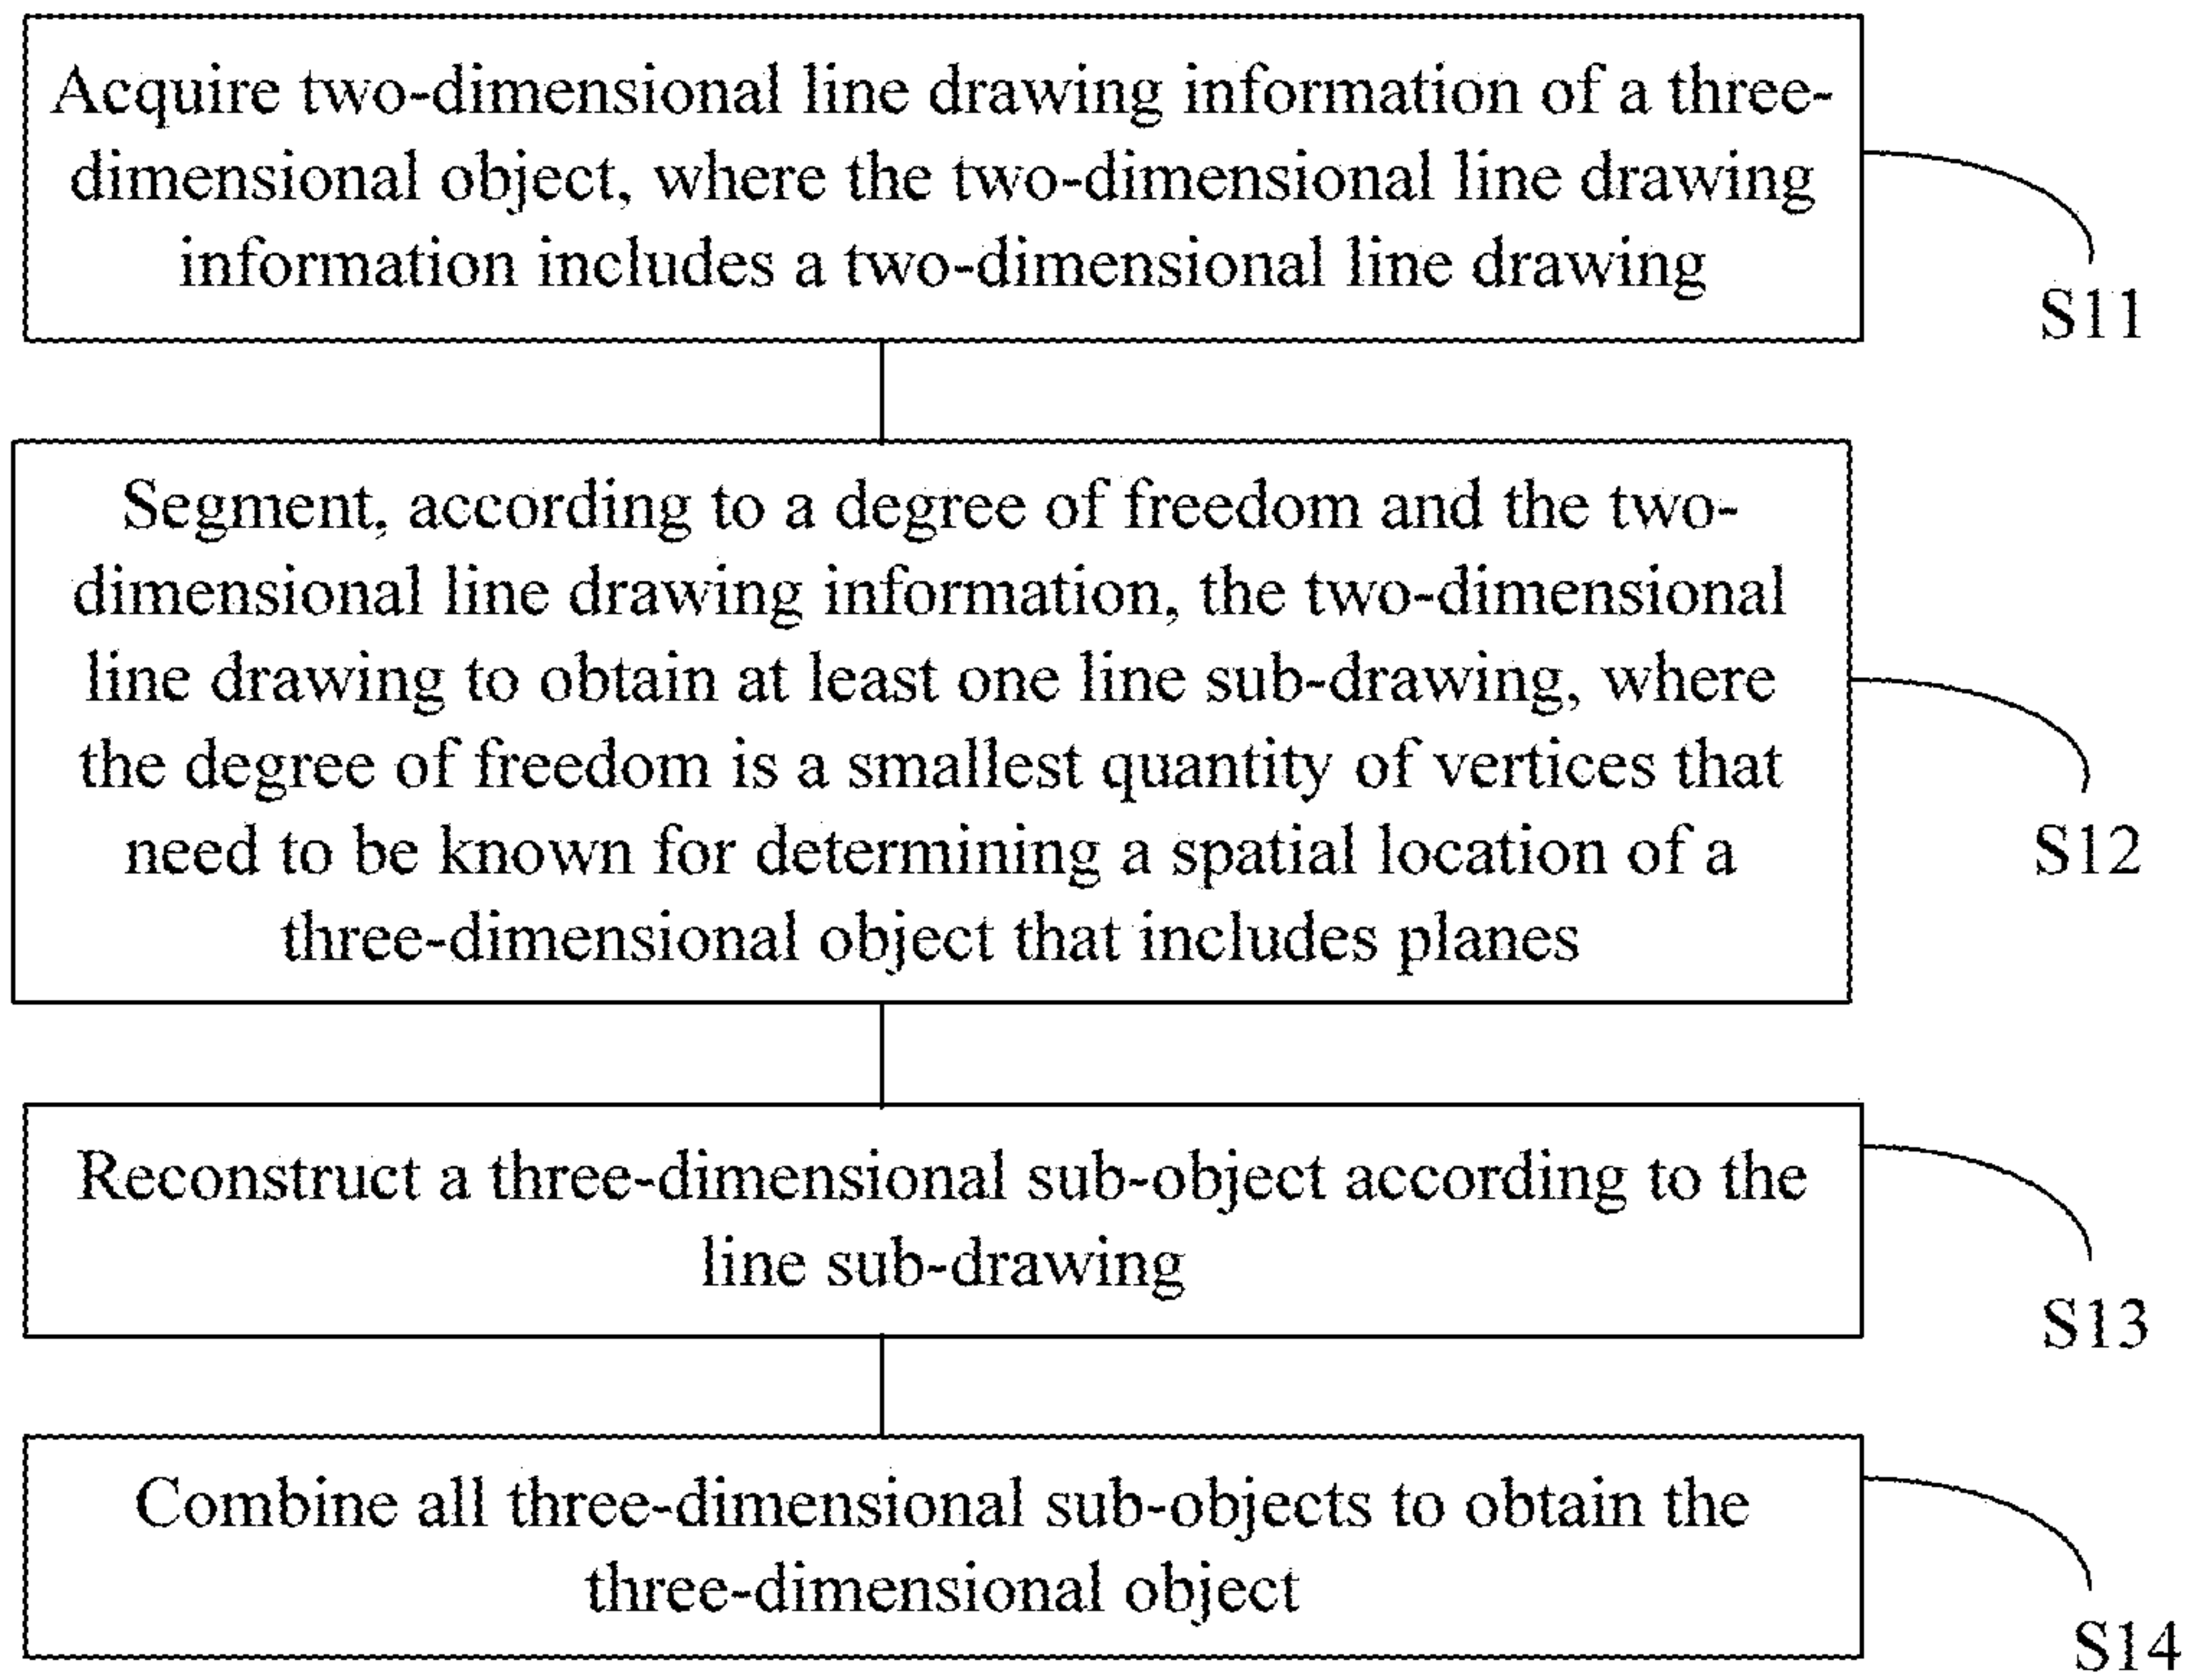 Acquire two-dimensional line drawing information of a three-
dimensional object, where the two-dimensional line drawing
information includes a two-dimensional line drawing
S11
Segment, according to a degree of freedom and the two-
dimensional line drawing information, the two-dimensional
line drawing to obtain at least one line sub-drawing, where
the degree of freedom is a smallest quantity of vertices that
need to be known for determining a spatial location of a
three-dimensional object that includes planes
S12
Reconstruct a three-dimensional sub-object according to the
line sub-drawing
S13
Combine all three-dimensional sub-objects to obtain the
three-dimensional object
S14